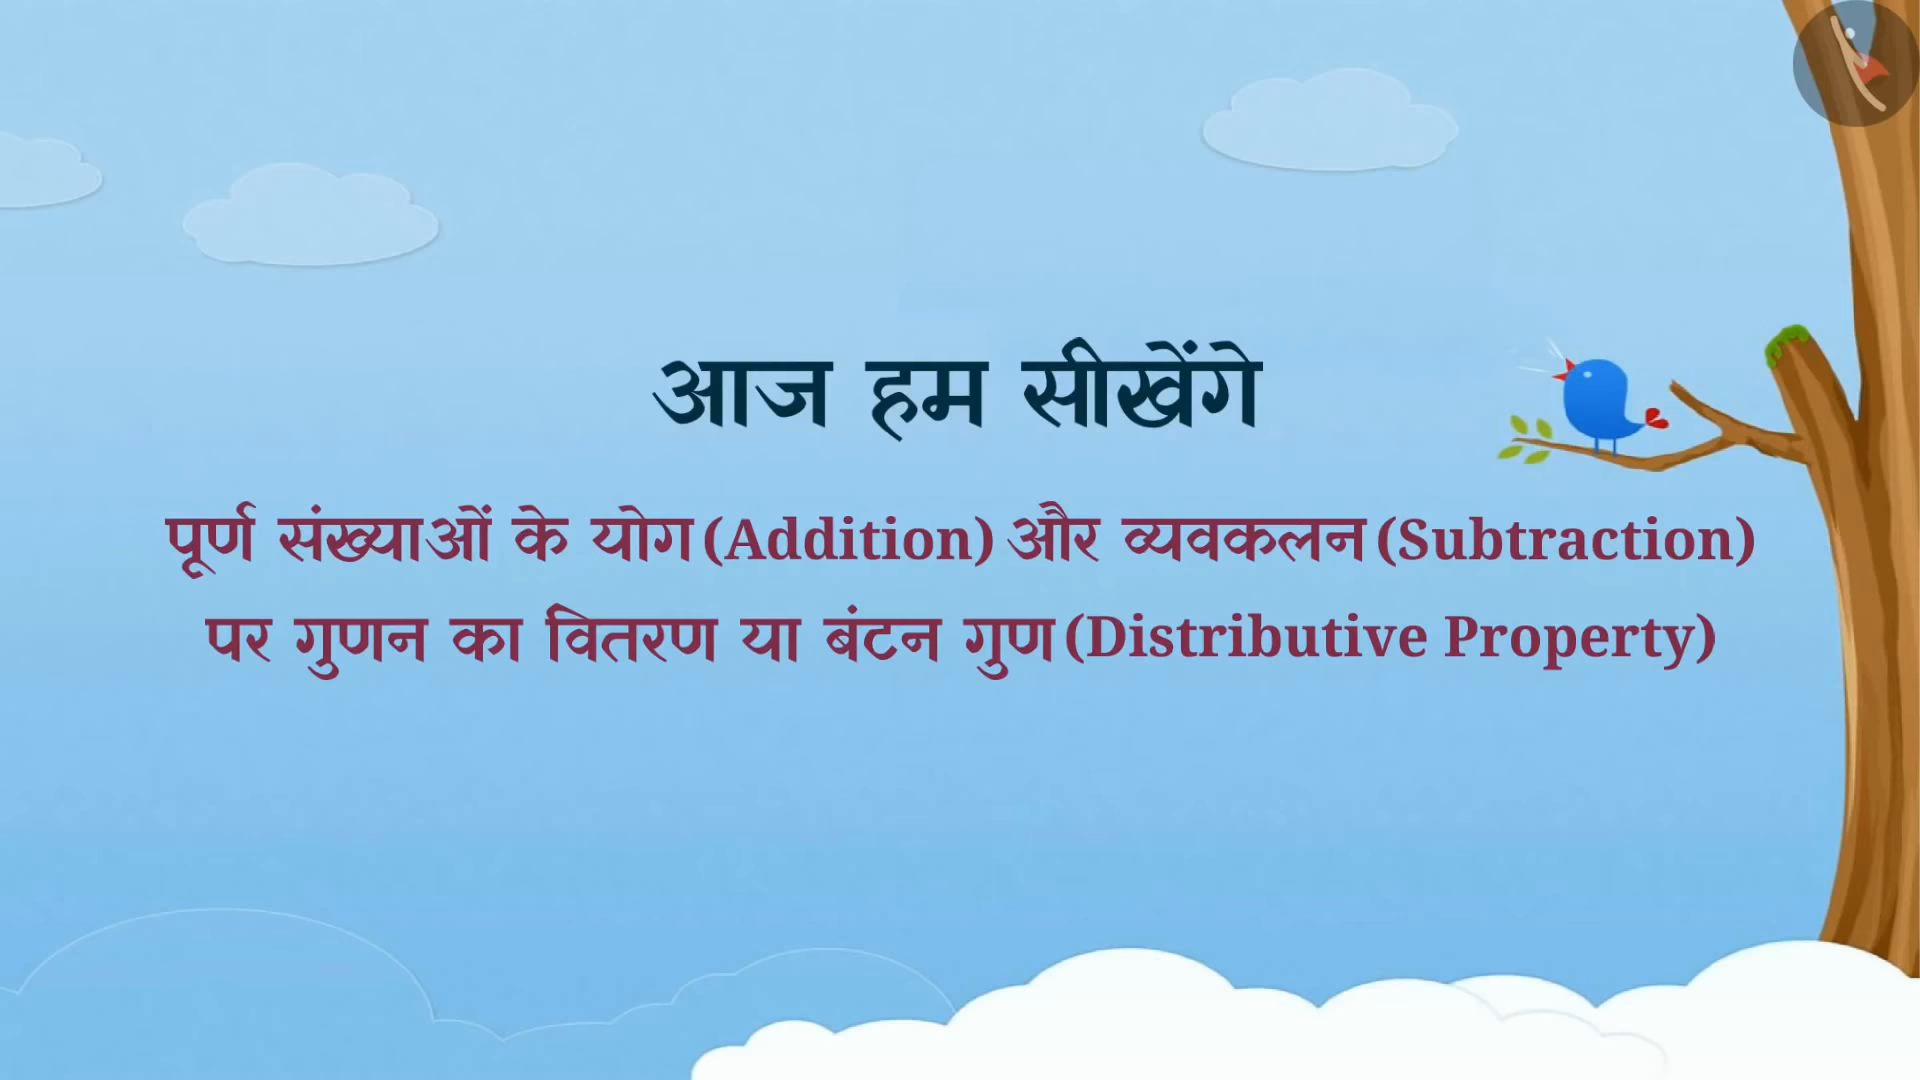 आज हम सीखेंगे
पूर्ण संख्याओं के योग (Addition) और व्यवकलन (Subtraction)
पर गुणन का वितरण या बंटन गुण (Distributive Property)